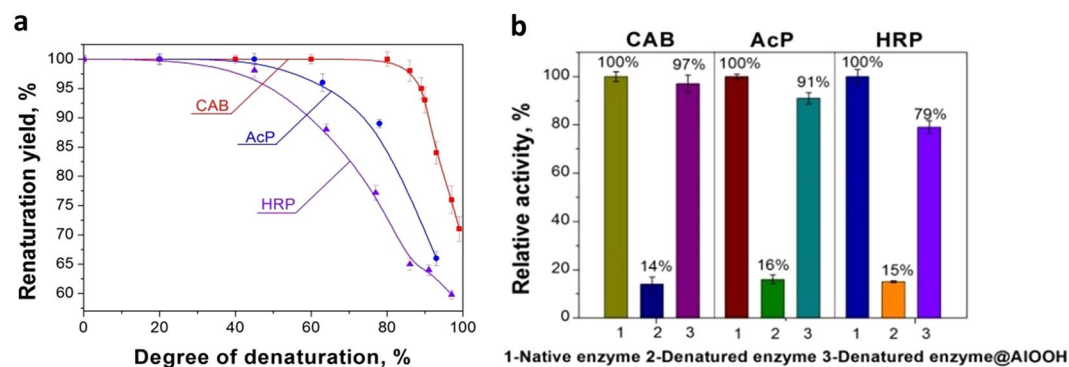 a
Renaturation yield, %
100
95
90
85
80
75
70
65
60
CAB
AcP
HRP
0 20 40 60 80 100
Degree of denaturation, %
b
CAB AcP HRP
Relative activity, %
100
80
60
40
20
0
100% 97% 100% 91% 100% 79%
14% 16% 15%
1 2 3 1 2 3 1 2 3
1-Native enzyme 2-Denatured enzyme 3-Denatured enzyme@AlOOH